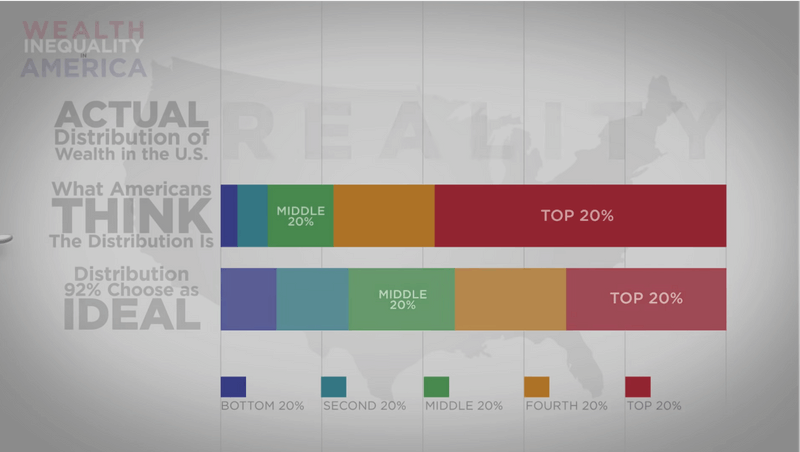 WEALTH
INEQUALITY
IN
AMERICA
ACTUAL
Distribution of
Wealth in the U.S.
REALITY
What Americans
THINK
The Distribution Is
MIDDLE
20%
TOP 20%
Distribution
92% Choose as
IDEAL
MIDDLE
20%
TOP 20%
BOTTOM 20%
SECOND 20%
MIDDLE 20%
FOURTH 20%
TOP 20%